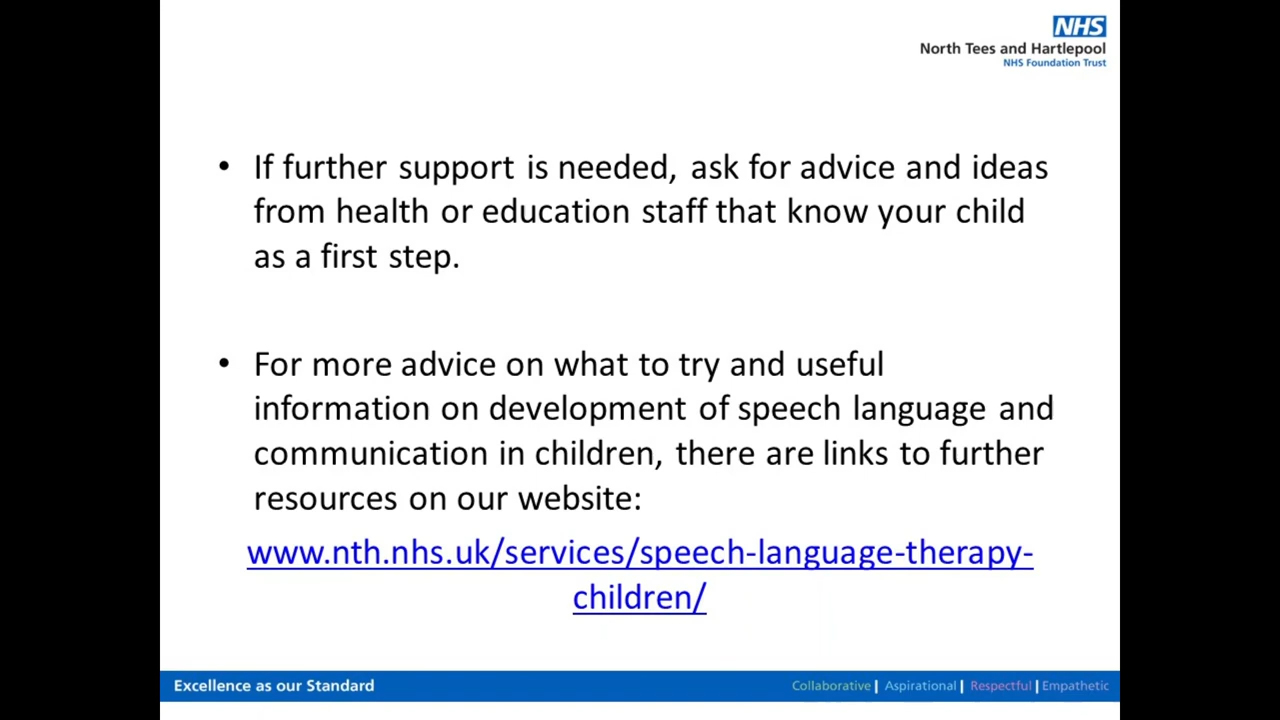 NHS
North Tees and Hartlepool
NHS Foundation Trust
• If further support is needed, ask for advice and ideas
from health or education staff that know your child
as a first step.
• For more advice on what to try and useful
information on development of speech language and
communication in children, there are links to further
resources on our website:
www.nth.nhs.uk/services/speech-language-therapy-
children/
Excellence as our Standard
Collaborative | Aspirational | Respectful | Empathetic